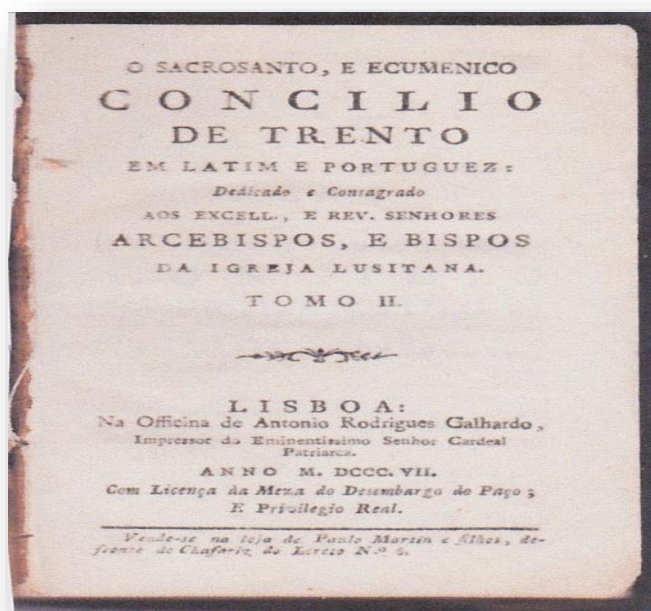 O SACROSANTO, E ECUMENICO
CONCILIO
DE TRENTO
EM LATIM E PORTUGUEZ:
Dedicado e Consagrado
AOS EXCELL., E REV. SENHORES
ARCEBISPOS, E BISPOS
DA IGREJA LUSITANA.
TOMO II.
LISBOA:
Na Officina de Antonio Rodrigues Galhardo,
Impressor do Eminentissimo Senhor Cardeal
Patriarca.
ANNO M. DCCC. VII.
Com Licença da Meza do Desembargo do Paço;
E Privilegio Real.
Vende-se na loja de Paulo Martin e filhos, de-
fronte do Chafariz do Loreto N.º 6.